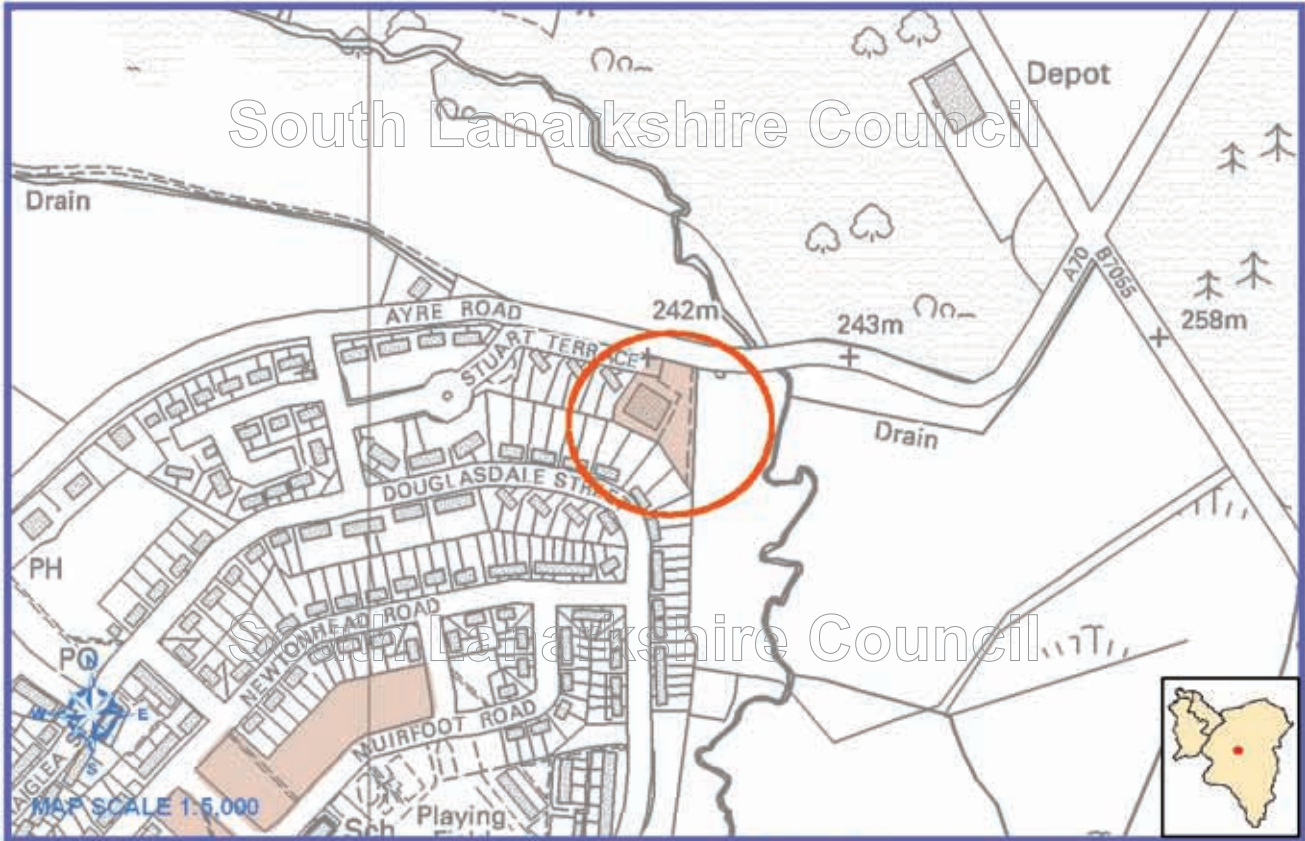 Depot
South Lanarkshire Council
Drain
A70
B7055
242m
243m
258m
AYRE ROAD
STUART TERRACE
Drain
DOUGLASDALE STREET
PH
NEWTONHEAD ROAD
South Lanarkshire Council
PO
N
W
E
S
MUIRFOOT ROAD
MAP SCALE 1:5,000
Sch
Playing